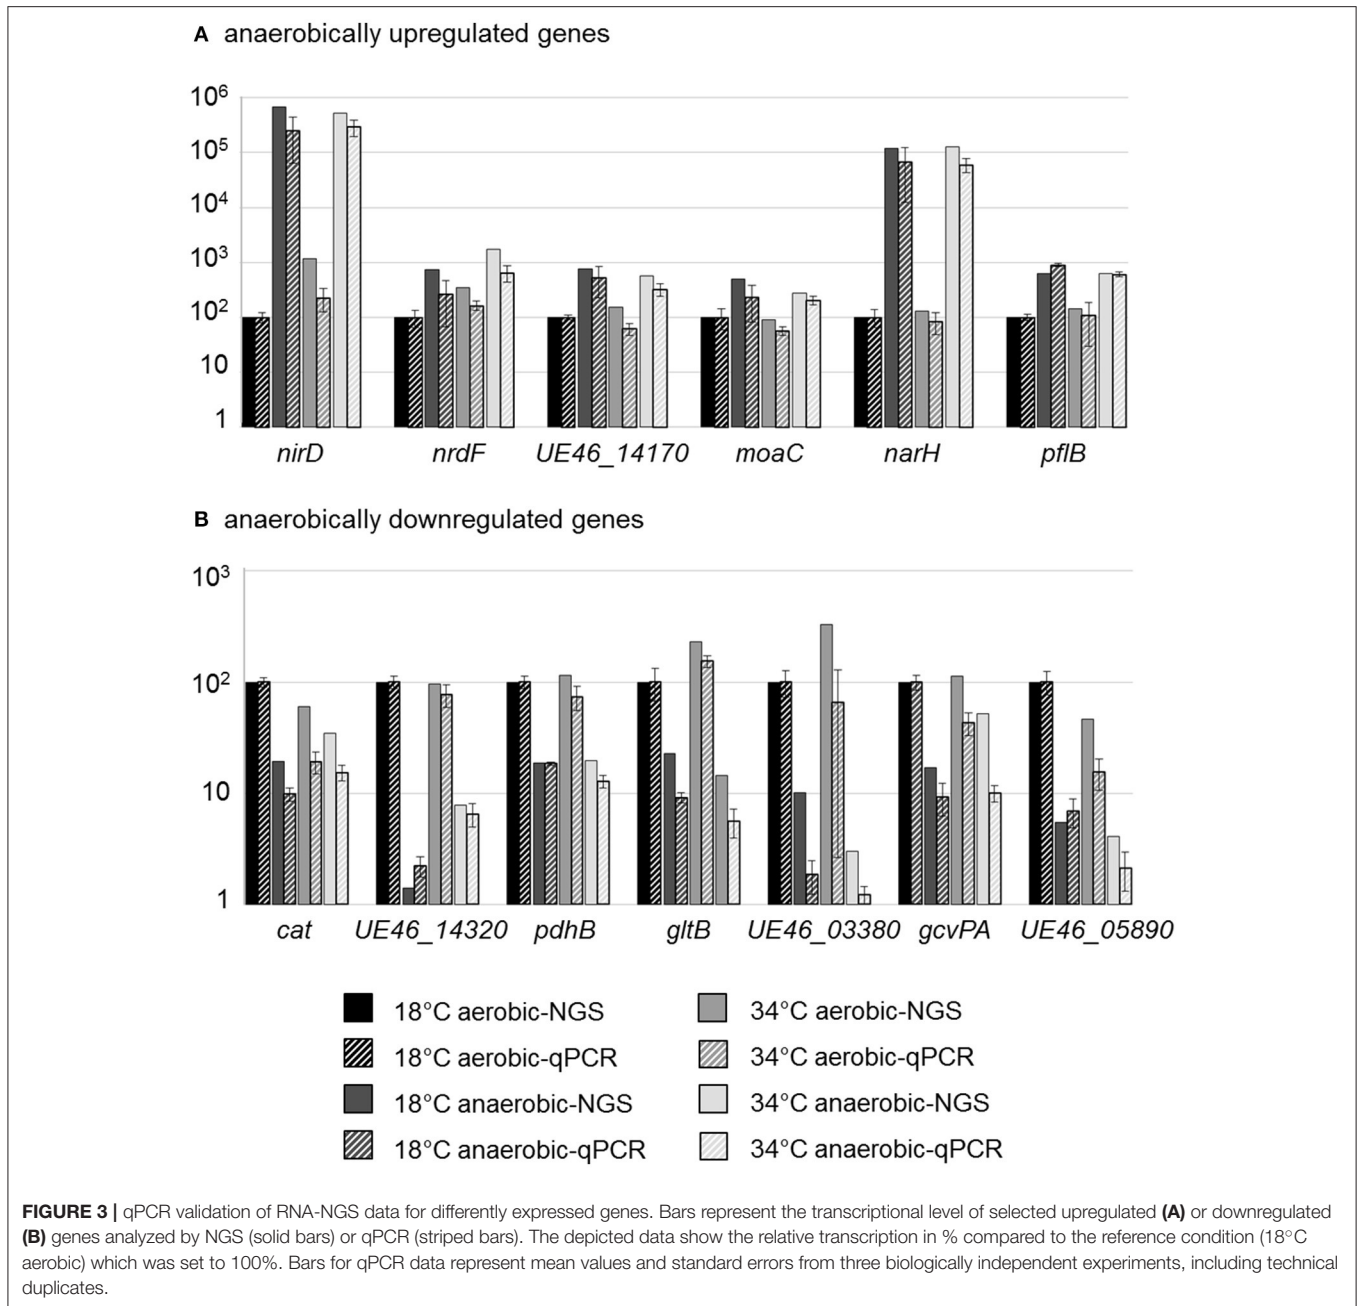 A anaerobically upregulated genes
10⁶
10⁵
10⁴
10³
10²
10
1
nirD nrdF UE46_14170 moaC narH pflB
B anaerobically downregulated genes
10³
10²
10
1
cat UE46_14320 pdhB gltB UE46_03380 gcvPA UE46_05890
18°C aerobic-NGS 34°C aerobic-NGS
18°C aerobic-qPCR 34°C aerobic-qPCR
18°C anaerobic-NGS 34°C anaerobic-NGS
18°C anaerobic-qPCR 34°C anaerobic-qPCR
FIGURE 3 | qPCR validation of RNA-NGS data for differently expressed genes. Bars represent the transcriptional level of selected upregulated (A) or downregulated
(B) genes analyzed by NGS (solid bars) or qPCR (striped bars). The depicted data show the relative transcription in % compared to the reference condition (18°C
aerobic) which was set to 100%. Bars for qPCR data represent mean values and standard errors from three biologically independent experiments, including technical
duplicates.